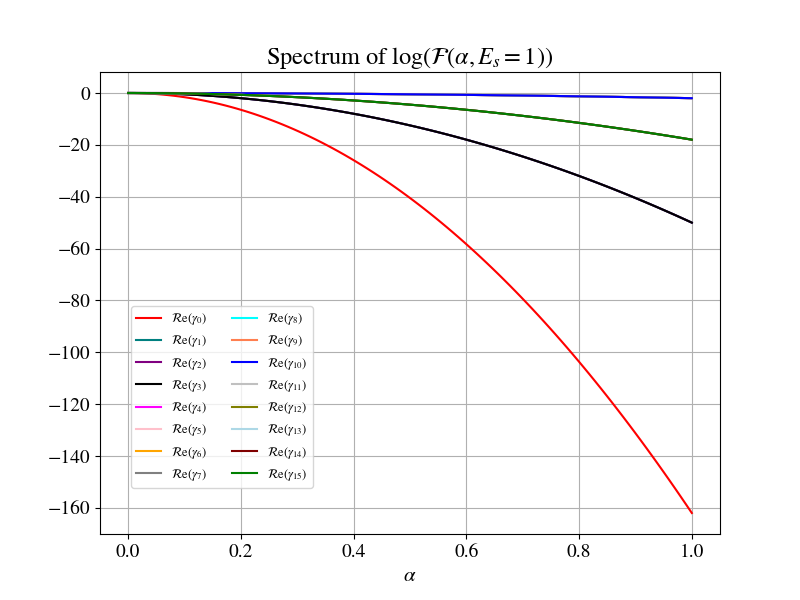 Spectrum of log(ℱ(α, E_s = 1))
0
−20
−40
−60
−80
−100
−120
−140
−160
ℛe(γ₀) ℛe(γ₈)
ℛe(γ₁) ℛe(γ₉)
ℛe(γ₂) ℛe(γ₁₀)
ℛe(γ₃) ℛe(γ₁₁)
ℛe(γ₄) ℛe(γ₁₂)
ℛe(γ₅) ℛe(γ₁₃)
ℛe(γ₆) ℛe(γ₁₄)
ℛe(γ₇) ℛe(γ₁₅)
0.0 0.2 0.4 0.6 0.8 1.0
α